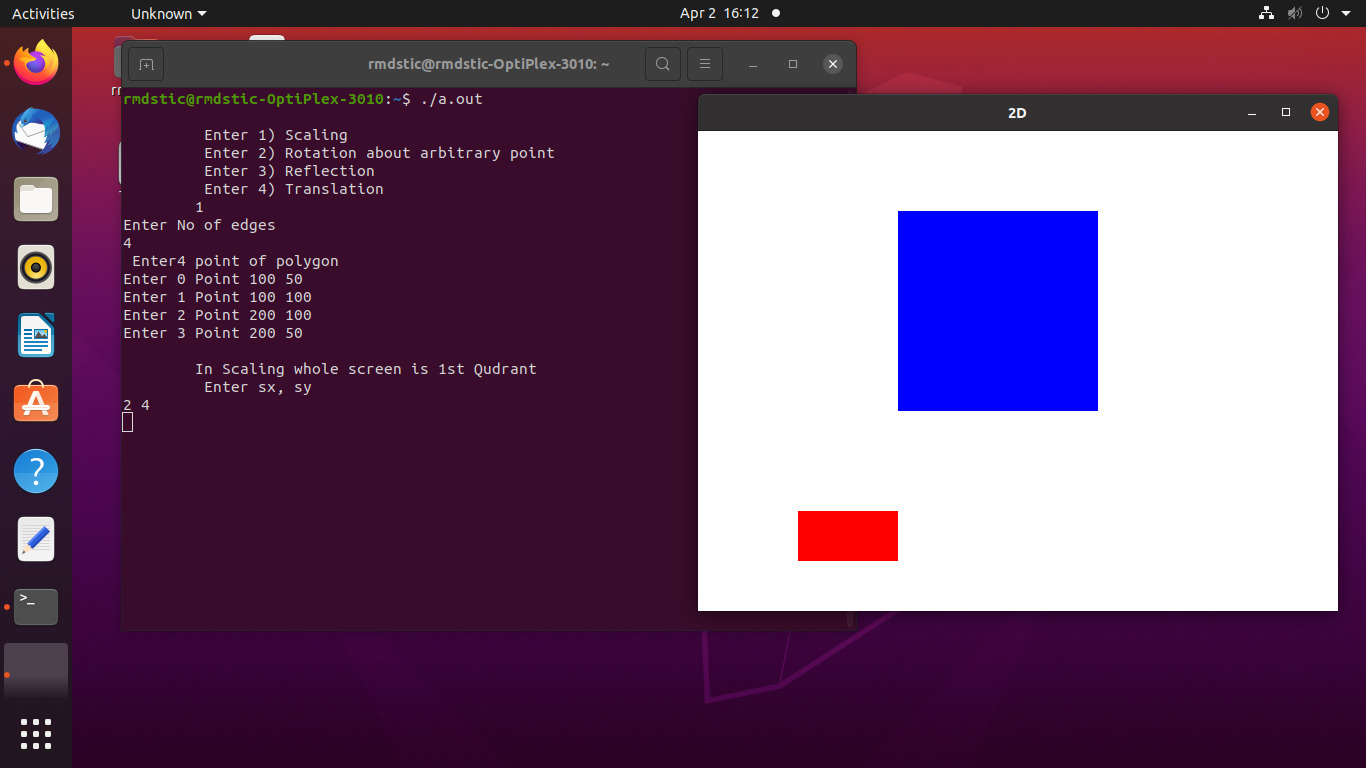 Activities
Unknown
Apr 2 16:12
rmdstic@rmdstic-OptiPlex-3010: ~
rmdstic@rmdstic-OptiPlex-3010:~$ ./a.out
Enter 1) Scaling
Enter 2) Rotation about arbitrary point
Enter 3) Reflection
Enter 4) Translation
1
Enter No of edges
4
Enter4 point of polygon
Enter 0 Point 100 50
Enter 1 Point 100 100
Enter 2 Point 200 100
Enter 3 Point 200 50
In Scaling whole screen is 1st Qudrant
Enter sx, sy
2 4
2D